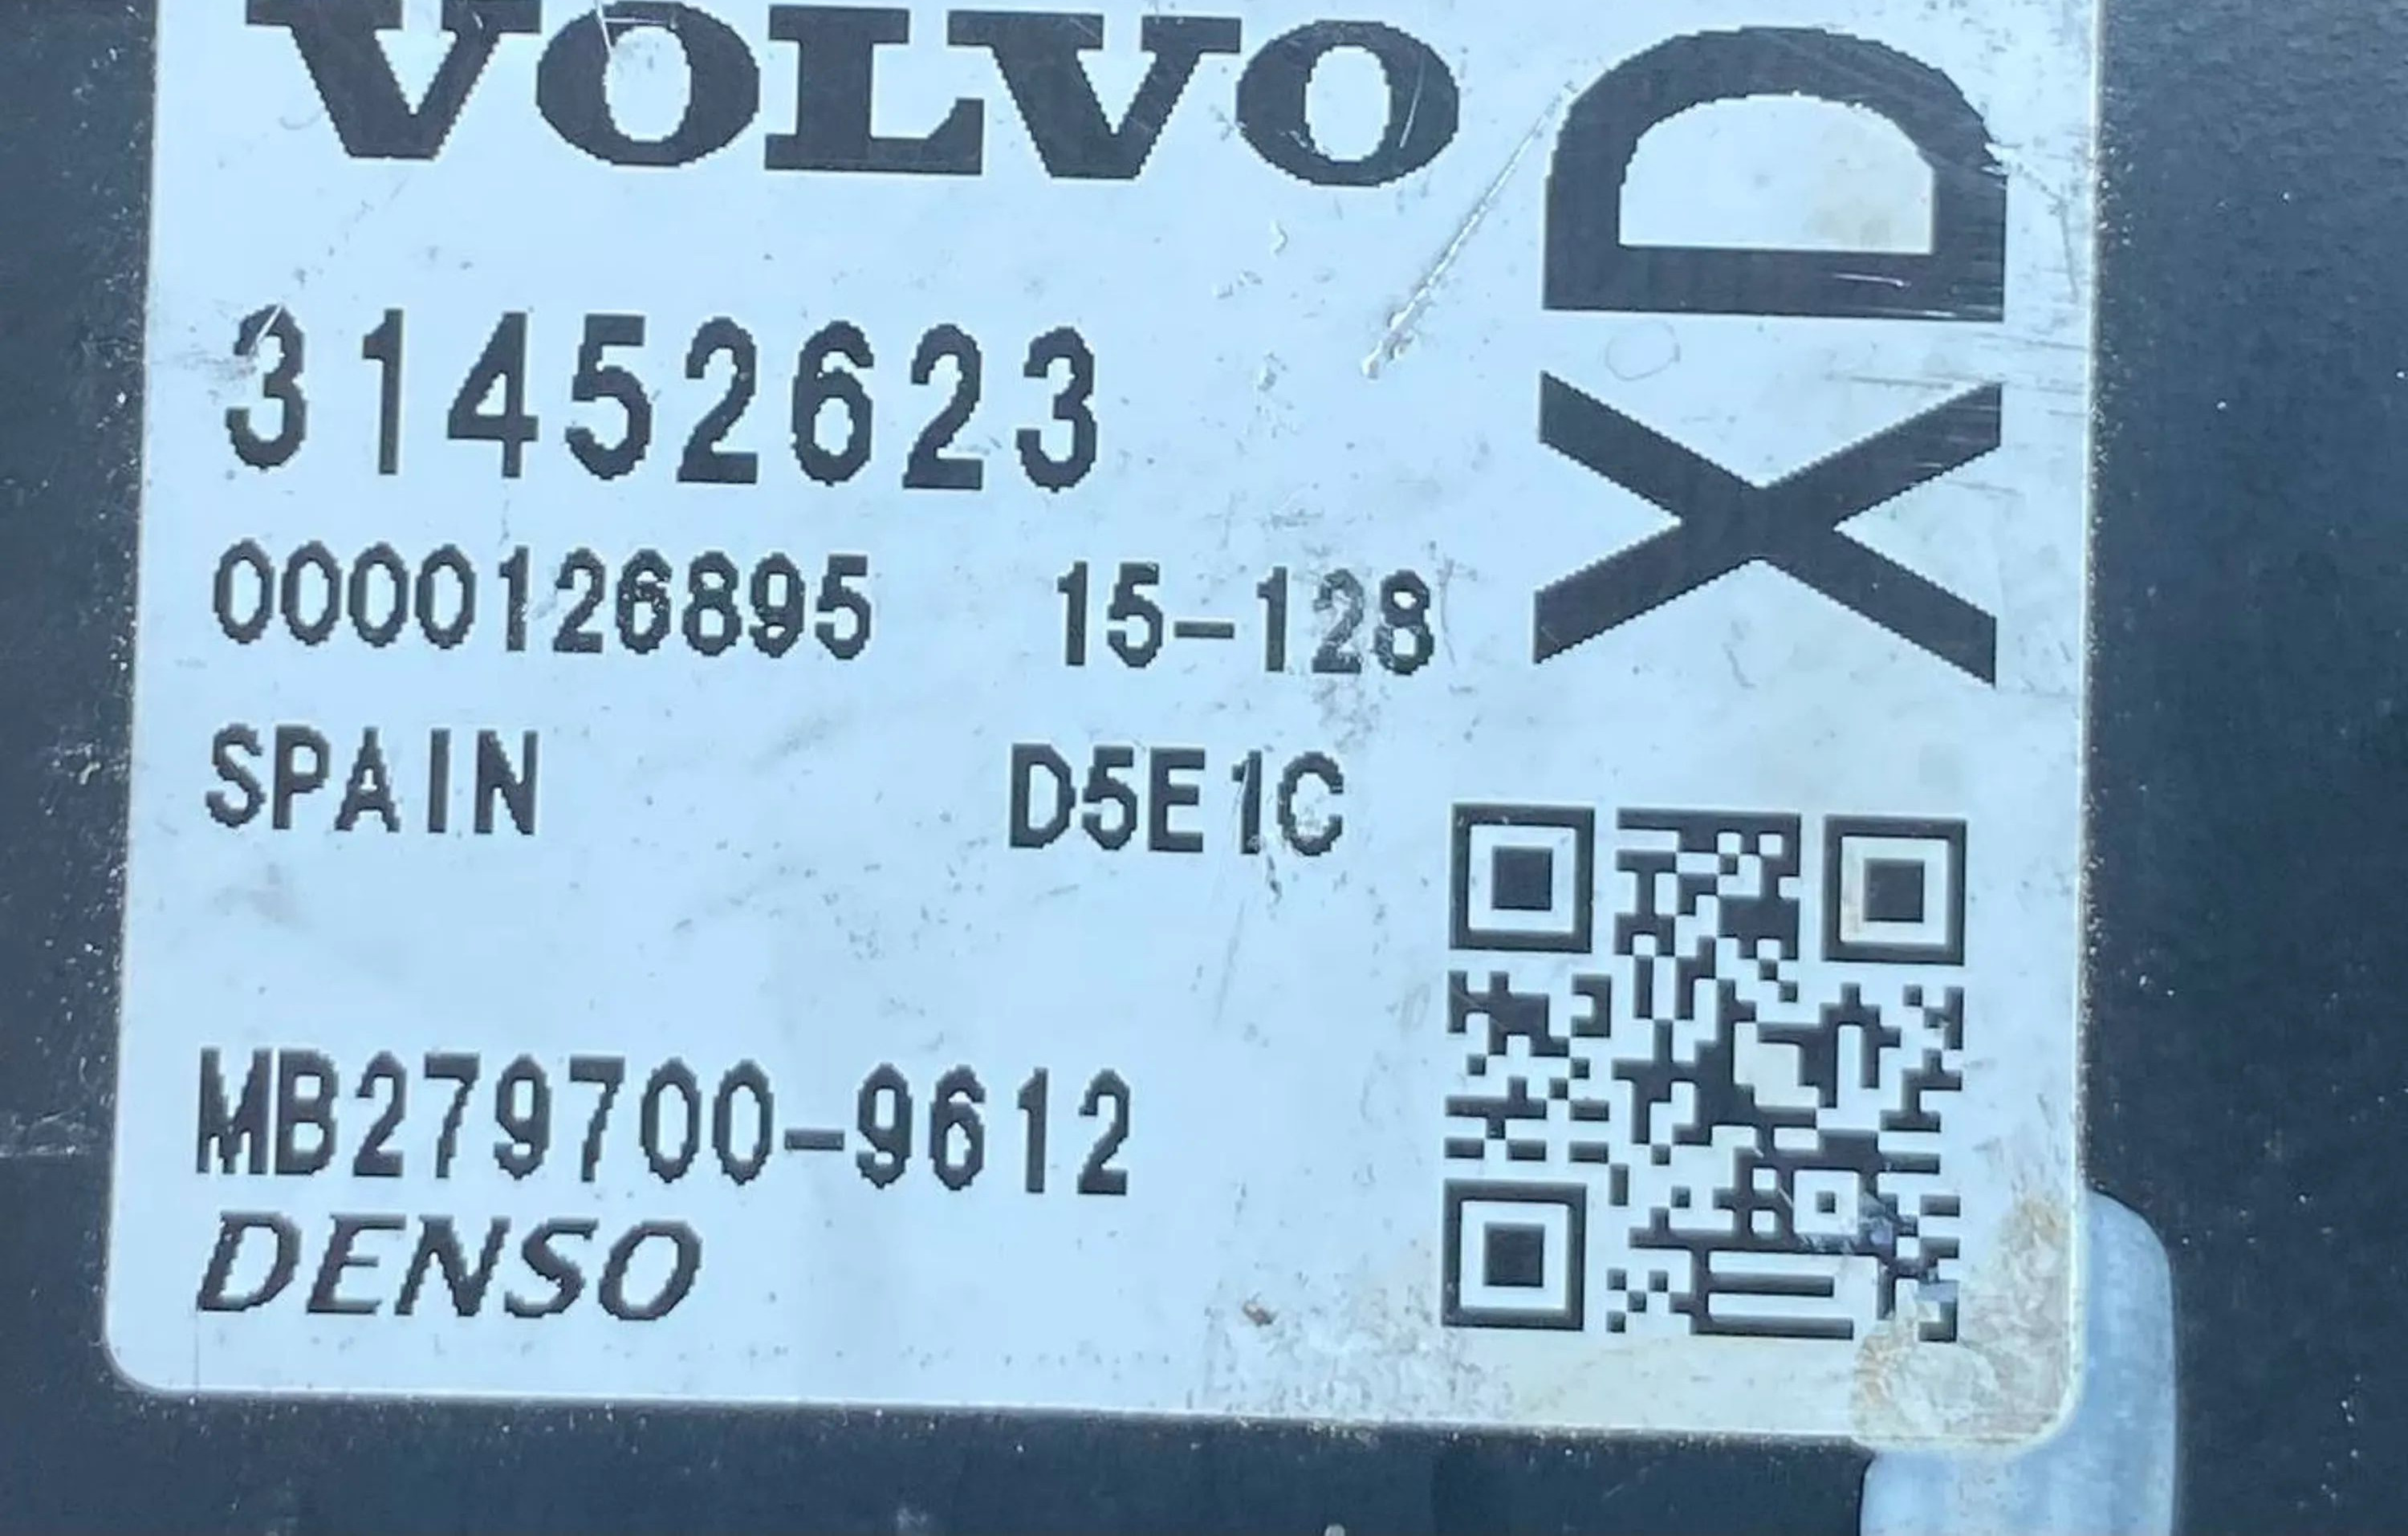 VOLVO
31452623
0000126895 15-128
SPAIN D5E1C
MB279700-9612
DENSO
XD